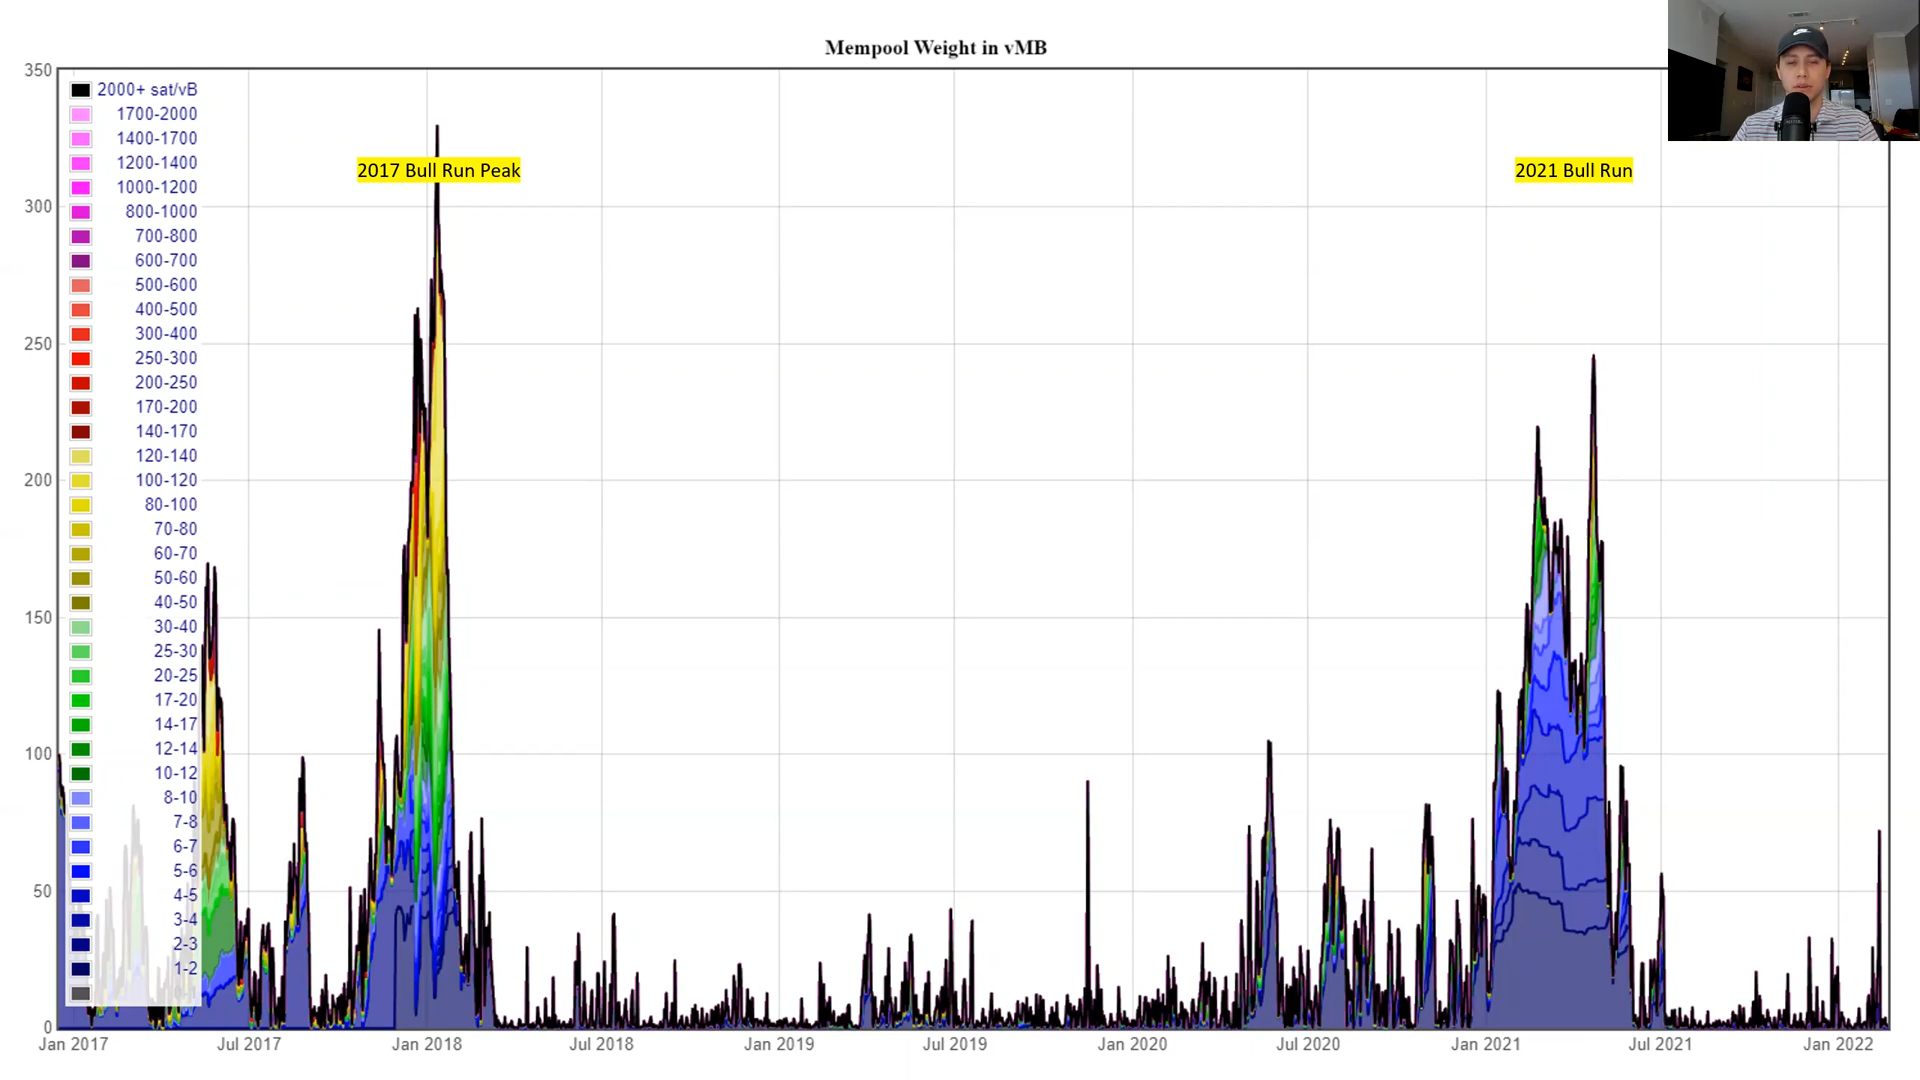 Mempool Weight in vMB
350
300
250
200
150
100
50
0
2000+ sat/vB
1700-2000
1400-1700
1200-1400
1000-1200
800-1000
700-800
600-700
500-600
400-500
300-400
250-300
200-250
170-200
140-170
120-140
100-120
80-100
70-80
60-70
50-60
40-50
30-40
25-30
20-25
17-20
14-17
12-14
10-12
8-10
7-8
6-7
5-6
4-5
3-4
2-3
1-2
2017 Bull Run Peak
2021 Bull Run
Jan 2017
Jul 2017
Jan 2018
Jul 2018
Jan 2019
Jul 2019
Jan 2020
Jul 2020
Jan 2021
Jul 2021
Jan 2022